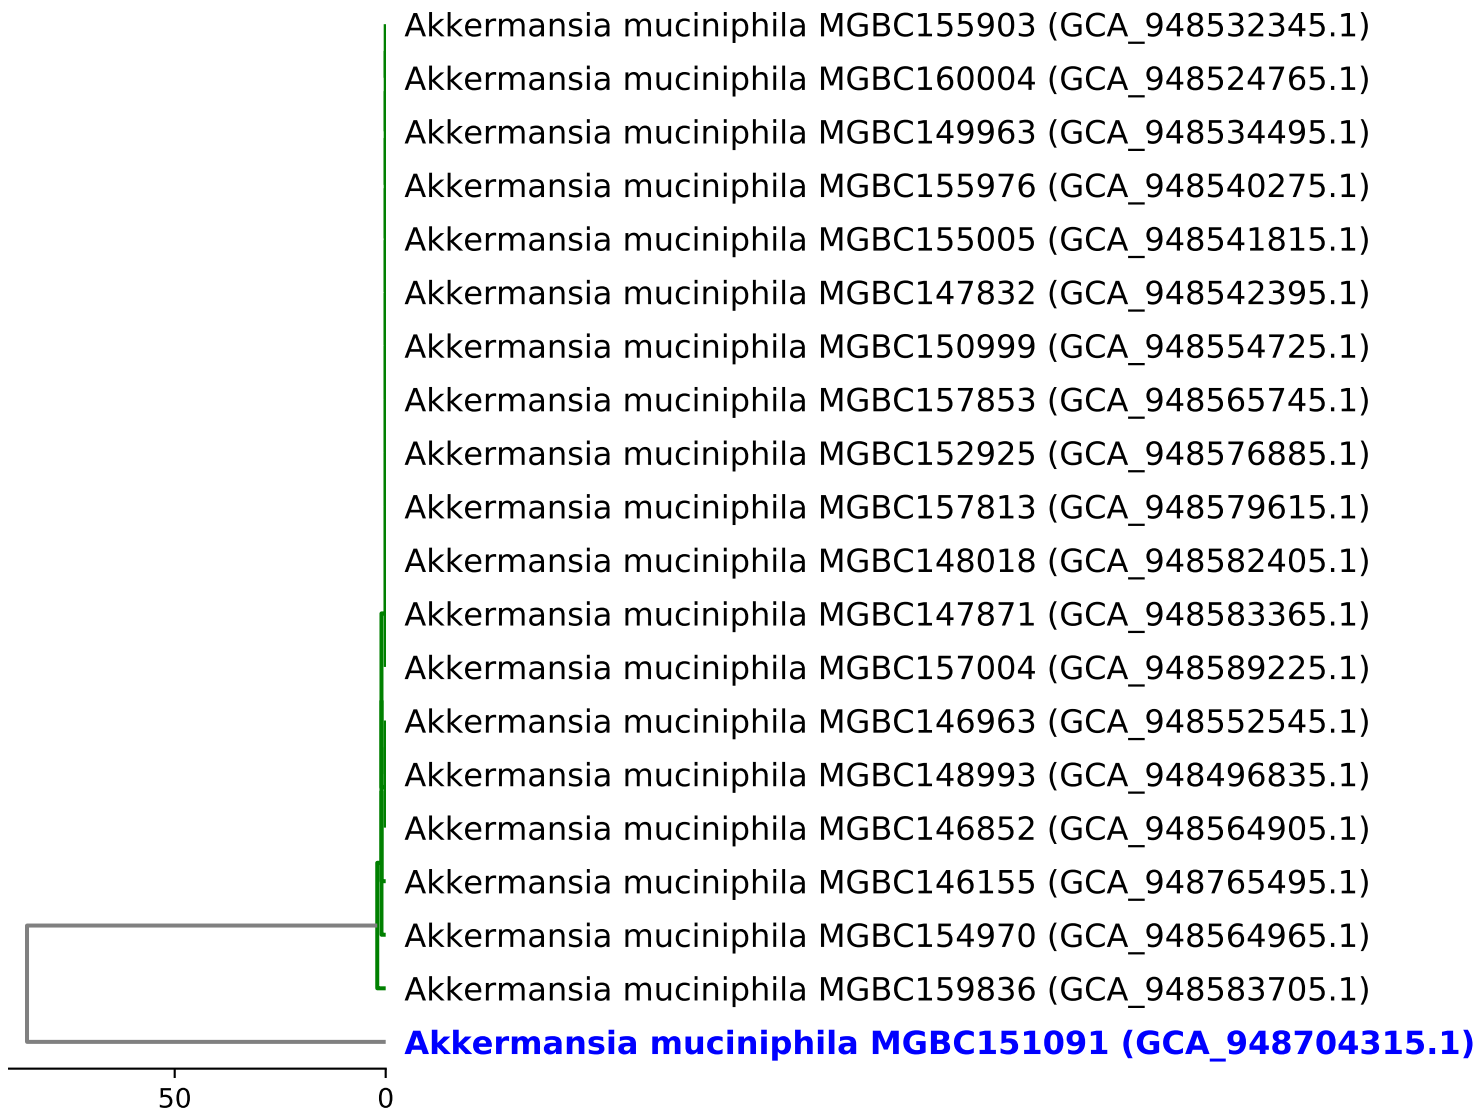 Akkermansia muciniphila MGBC155903 (GCA_948532345.1)
Akkermansia muciniphila MGBC160004 (GCA_948524765.1)
Akkermansia muciniphila MGBC149963 (GCA_948534495.1)
Akkermansia muciniphila MGBC155976 (GCA_948540275.1)
Akkermansia muciniphila MGBC155005 (GCA_948541815.1)
Akkermansia muciniphila MGBC147832 (GCA_948542395.1)
Akkermansia muciniphila MGBC150999 (GCA_948554725.1)
Akkermansia muciniphila MGBC157853 (GCA_948565745.1)
Akkermansia muciniphila MGBC152925 (GCA_948576885.1)
Akkermansia muciniphila MGBC157813 (GCA_948579615.1)
Akkermansia muciniphila MGBC148018 (GCA_948582405.1)
Akkermansia muciniphila MGBC147871 (GCA_948583365.1)
Akkermansia muciniphila MGBC157004 (GCA_948589225.1)
Akkermansia muciniphila MGBC146963 (GCA_948552545.1)
Akkermansia muciniphila MGBC148993 (GCA_948496835.1)
Akkermansia muciniphila MGBC146852 (GCA_948564905.1)
Akkermansia muciniphila MGBC146155 (GCA_948765495.1)
Akkermansia muciniphila MGBC154970 (GCA_948564965.1)
Akkermansia muciniphila MGBC159836 (GCA_948583705.1)
Akkermansia muciniphila MGBC151091 (GCA_948704315.1)
50 0